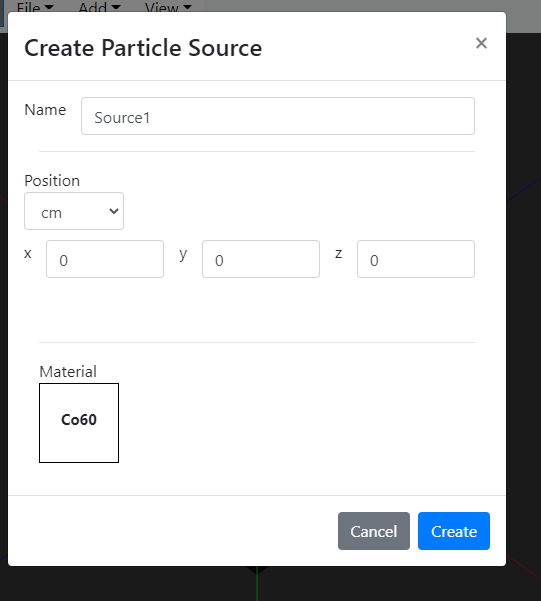 File Add View
Create Particle Source ×
Name Source1
Position
cm
x 0 y 0 z 0
Material
Co60
Cancel Create